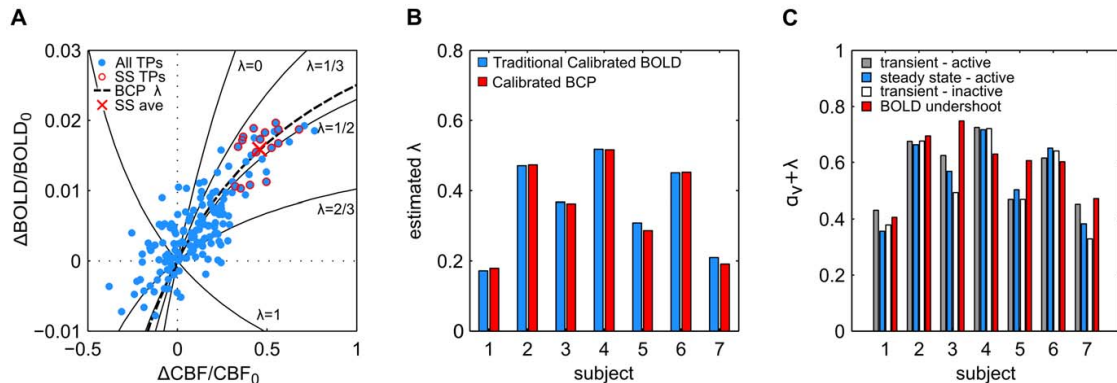 A
B
C
ΔBOLD/BOLD₀
0.03
0.02
0.01
0
−0.01
All TPs
SS TPs
BCP λ
SS ave
λ=0
λ=1/3
λ=1/2
λ=2/3
λ=1
−0.5 0 0.5 1
ΔCBF/CBF₀
estimated λ
0.8
0.6
0.4
0.2
0
Traditional Calibrated BOLD
Calibrated BCP
1 2 3 4 5 6 7
subject
αᵥ+λ
1
0.8
0.6
0.4
0.2
0
transient - active
steady state - active
transient - inactive
BOLD undershoot
1 2 3 4 5 6 7
subject